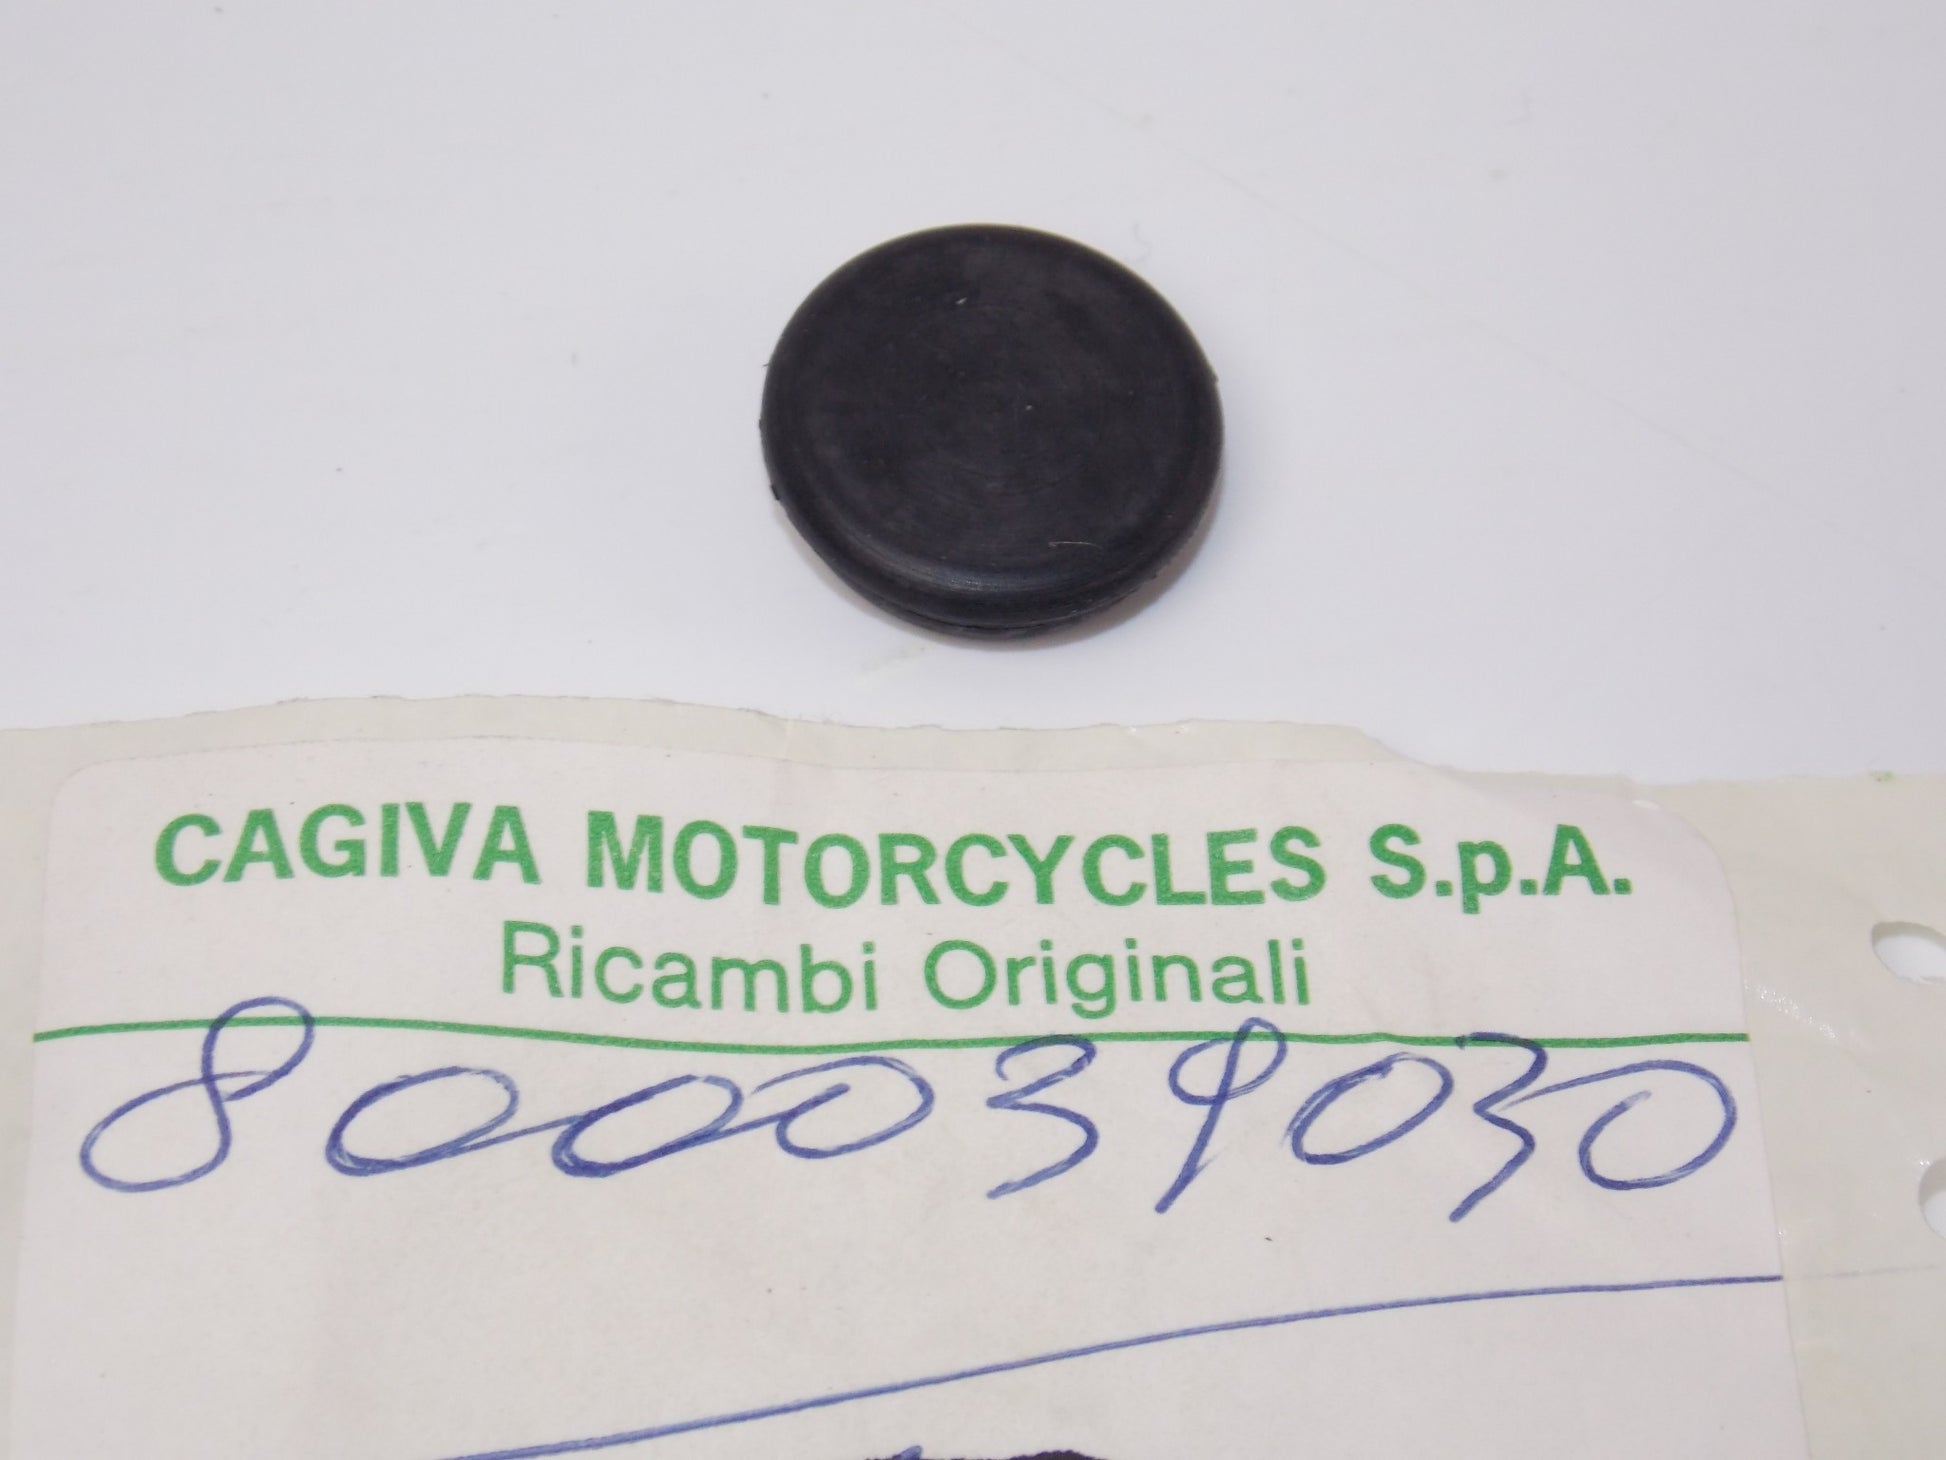 CAGIVA MOTORCYCLES S.p.A.
Ricambi Originali
800039030